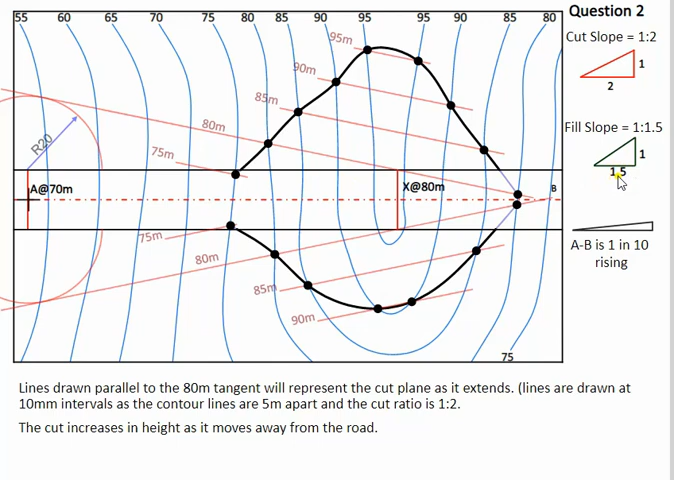 55 60 65 70 75 80 85 90 95 95 90 85 80
Question 2
Cut Slope = 1:2
1
2
Fill Slope = 1:1.5
1
1.5
A-B is 1 in 10
rising
95m
90m
85m
80m
75m
R20
A@70m
X@80m
B
75m
80m
85m
90m
75
Lines drawn parallel to the 80m tangent will represent the cut plane as it extends. (lines are drawn at
10mm intervals as the contour lines are 5m apart and the cut ratio is 1:2.
The cut increases in height as it moves away from the road.